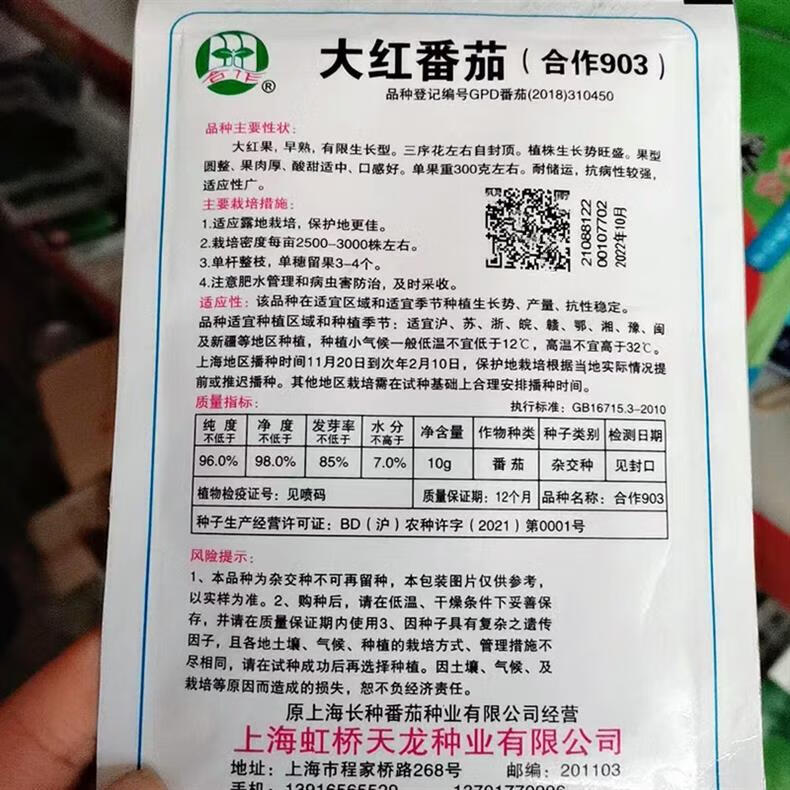 合作®
大红番茄（合作903）
品种登记编号GPD番茄(2018)310450
品种主要性状：
大红果，早熟，有限生长型。三序花左右自封顶。植株生长势旺盛。果型
圆整、果肉厚、酸甜适中、口感好。单果重300克左右。耐储运，抗病性较强，
适应性广。
主要栽培措施：
1.适应露地栽培，保护地更佳。
2.栽培密度每亩2500-3000株左右。
3.单杆整枝，单穗留果3-4个。
4.注意肥水管理和病虫害防治，及时采收。
21088122
00107702
2022年10月
适应性：该品种在适宜区域和适宜季节种植生长势、产量、抗性稳定。
品种适宜种植区域和种植季节：适宜沪、苏、浙、皖、赣、鄂、湘、豫、闽
及新疆等地区种植，种植小气候一般低温不宜低于12℃，高温不宜高于32℃。
上海地区播种时间11月20日到次年2月10日，保护地栽培根据当地实际情况提
前或推迟播种。其他地区栽培需在试种基础上合理安排播种时间。
质量指标：
执行标准：GB16715.3-2010
纯度 净度 发芽率 水分 净含量 作物种类 种子类别 检测日期
不低于 不低于 不低于 不高于
96.0% 98.0% 85% 7.0% 10g 番茄 杂交种 见封口
植物检疫证号：见喷码 质量保证期：12个月 品种名称：合作903
种子生产经营许可证：BD（沪）农种许字（2021）第0001号
风险提示：
1、本品种为杂交种不可再留种，本包装图片仅供参考，
以实样为准。2、购种后，请在低温、干燥条件下妥善保
存，并请在质量保证期内使用3、因种子具有复杂之遗传
因子，且各地土壤、气候、种植的栽培方式、管理措施不
尽相同，请在试种成功后再选择种植。因土壤、气候、及
栽培等原因而造成的损失，恕不负经济责任。
原上海长种番茄种业有限公司经营
上海虹桥天龙种业有限公司
地址：上海市程家桥路268号 邮编：201103
手机：13916565529 13701770906